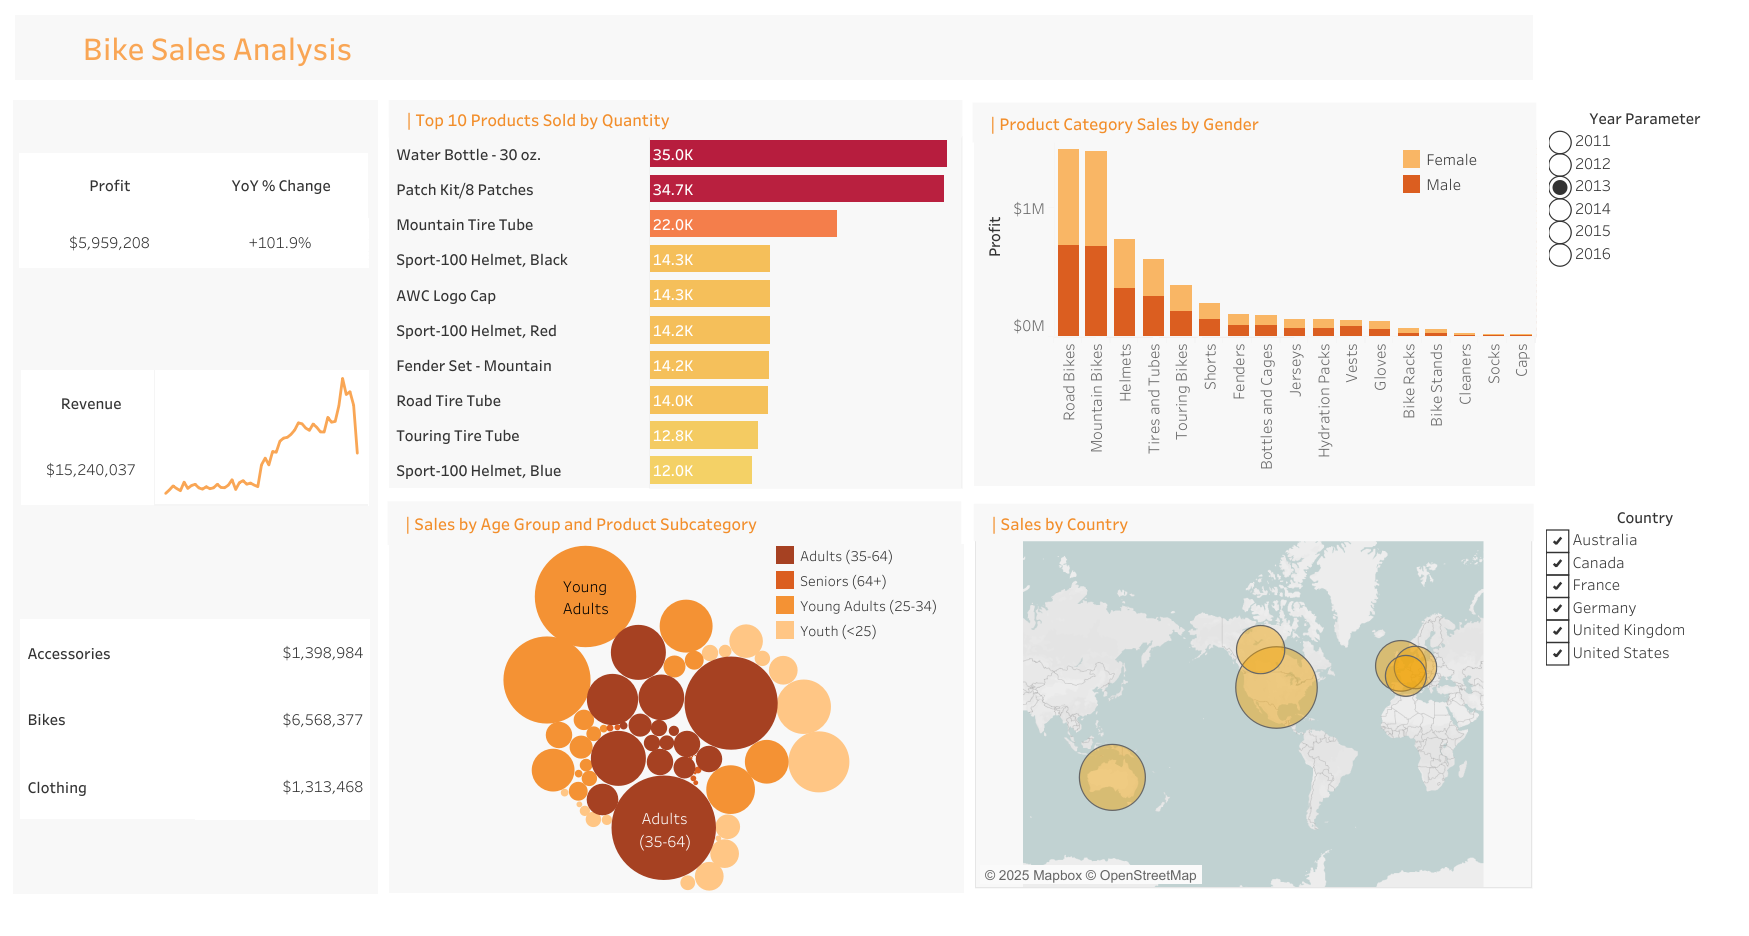 Bike Sales Analysis
Profit
YoY % Change
$5,959,208
+101.9%
Revenue
$15,240,037
Accessories $1,398,984
Bikes $6,568,377
Clothing $1,313,468
| Top 10 Products Sold by Quantity
Water Bottle - 30 oz. 35.0K
Patch Kit/8 Patches 34.7K
Mountain Tire Tube 22.0K
Sport-100 Helmet, Black 14.3K
AWC Logo Cap 14.3K
Sport-100 Helmet, Red 14.2K
Fender Set - Mountain 14.2K
Road Tire Tube 14.0K
Touring Tire Tube 12.8K
Sport-100 Helmet, Blue 12.0K
| Product Category Sales by Gender
Female
Male
Profit
$1M
$0M
Road Bikes
Mountain Bikes
Helmets
Tires and Tubes
Touring Bikes
Shorts
Fenders
Bottles and Cages
Jerseys
Hydration Packs
Vests
Gloves
Bike Racks
Bike Stands
Cleaners
Socks
Caps
Year Parameter
2011
2012
2013
2014
2015
2016
| Sales by Age Group and Product Subcategory
Adults (35-64)
Seniors (64+)
Young Adults (25-34)
Youth (<25)
Young
Adults
Adults
(35-64)
| Sales by Country
© 2025 Mapbox © OpenStreetMap
Country
Australia
Canada
France
Germany
United Kingdom
United States